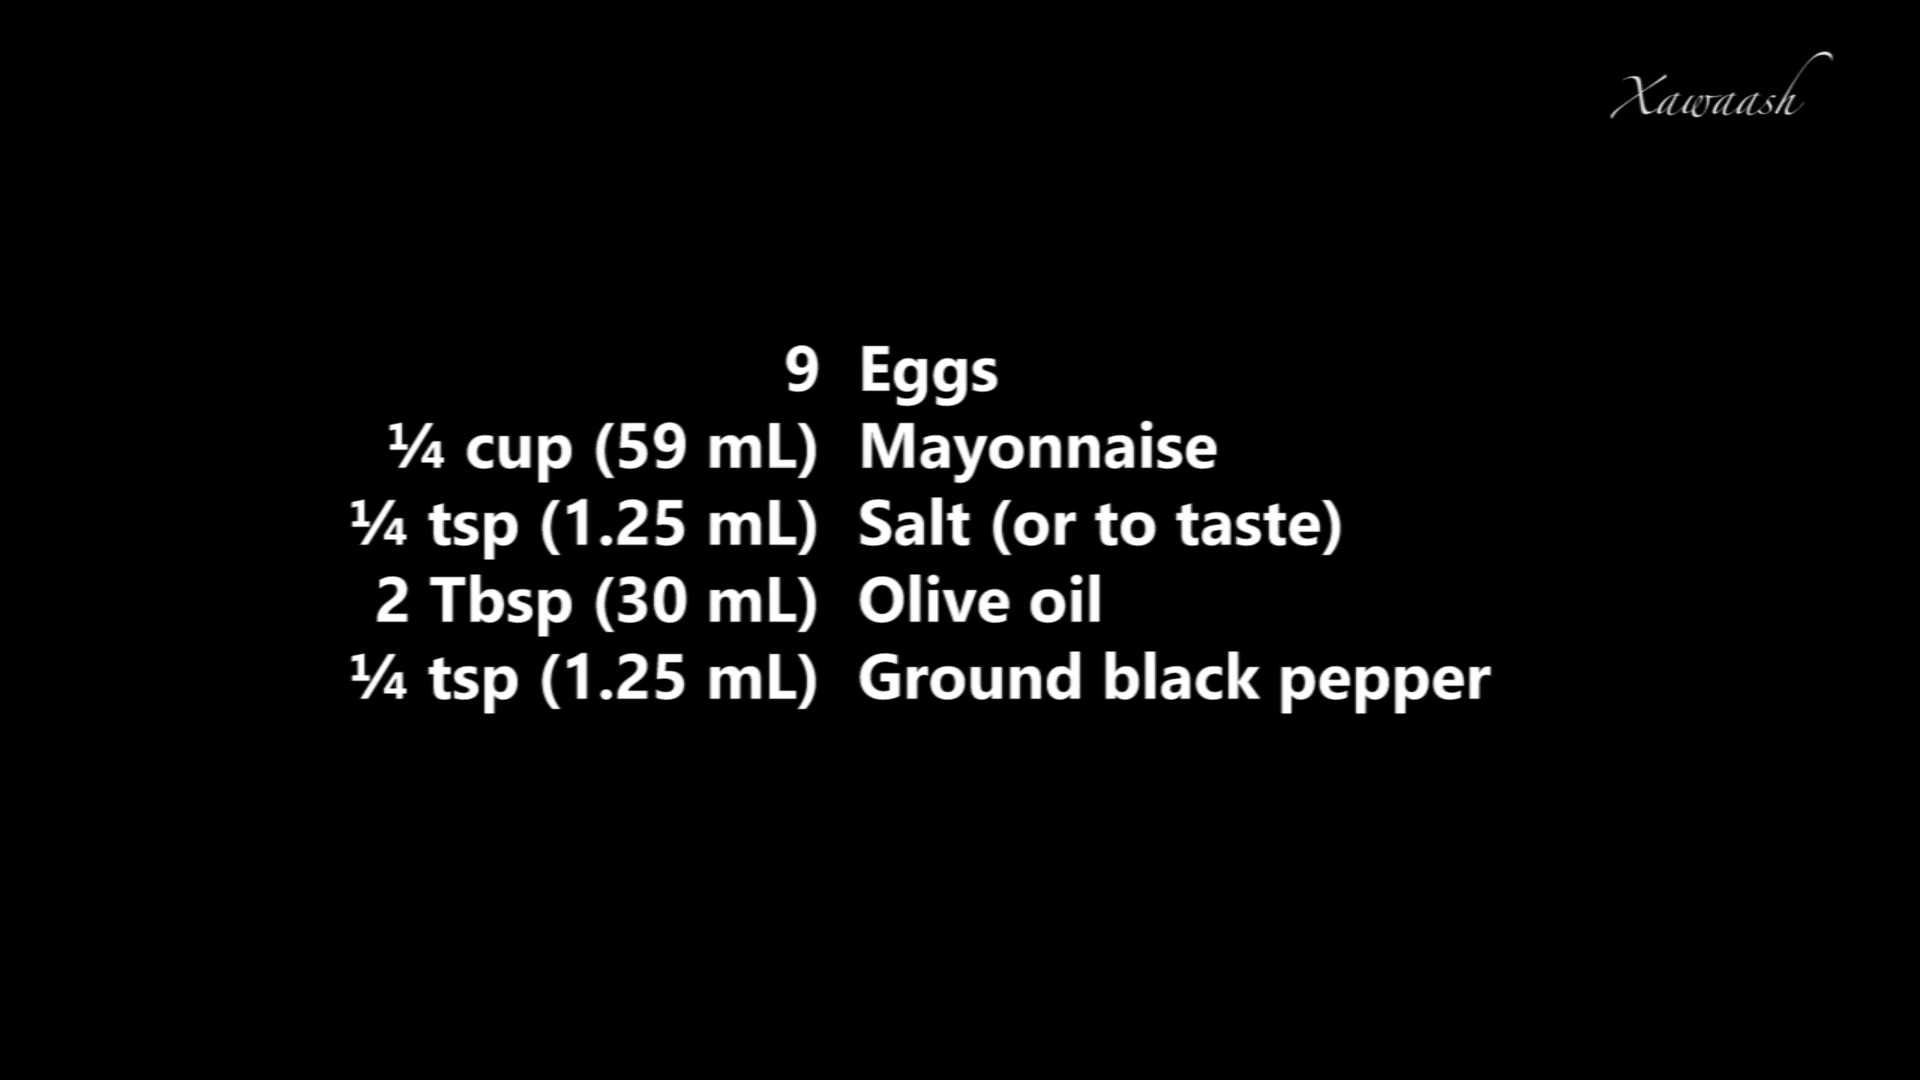 Xawaash
9 Eggs
¼ cup (59 mL) Mayonnaise
¼ tsp (1.25 mL) Salt (or to taste)
2 Tbsp (30 mL) Olive oil
¼ tsp (1.25 mL) Ground black pepper